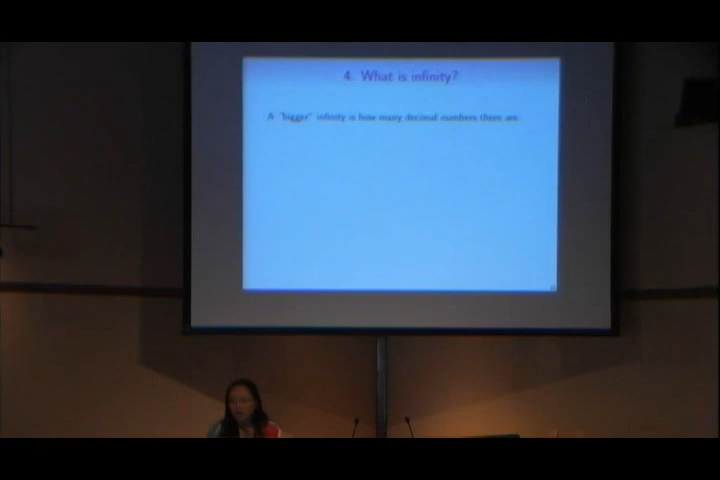 4. What is infinity?
A "bigger" infinity is how many decimal numbers there are.